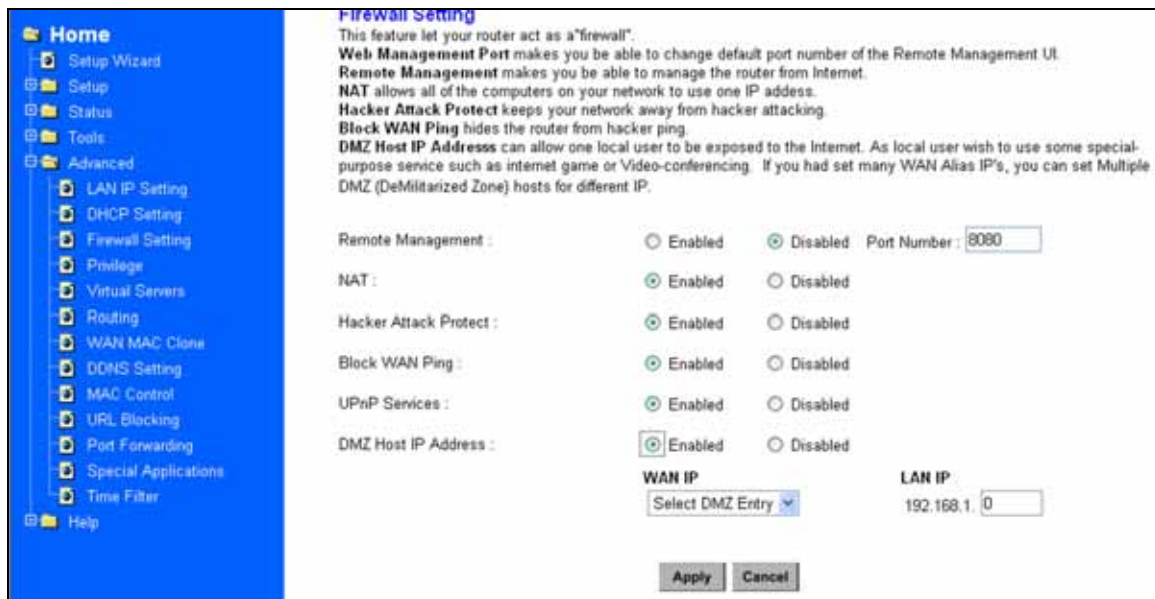 Home
Setup Wizard
Setup
Status
Tools
Advanced
LAN IP Setting
DHCP Setting
Firewall Setting
Privilege
Virtual Servers
Routing
WAN MAC Clone
DDNS Setting
MAC Control
URL Blocking
Port Forwarding
Special Applications
Time Filter
Help
Firewall Setting
This feature let your router act as a"firewall".
Web Management Port makes you be able to change default port number of the Remote Management UI.
Remote Management makes you be able to manage the router from Internet.
NAT allows all of the computers on your network to use one IP addess.
Hacker Attack Protect keeps your network away from hacker attacking.
Block WAN Ping hides the router from hacker ping.
DMZ Host IP Addresss can allow one local user to be exposed to the Internet. As local user wish to use some special-
purpose service such as internet game or Video-conferencing. If you had set many WAN Alias IP's, you can set Multiple
DMZ (DeMilitarized Zone) hosts for different IP.
Remote Management : Enabled Disabled Port Number : 8080
NAT : Enabled Disabled
Hacker Attack Protect : Enabled Disabled
Block WAN Ping : Enabled Disabled
UPnP Services : Enabled Disabled
DMZ Host IP Address : Enabled Disabled
WAN IP LAN IP
Select DMZ Entry 192.168.1. 0
Apply Cancel